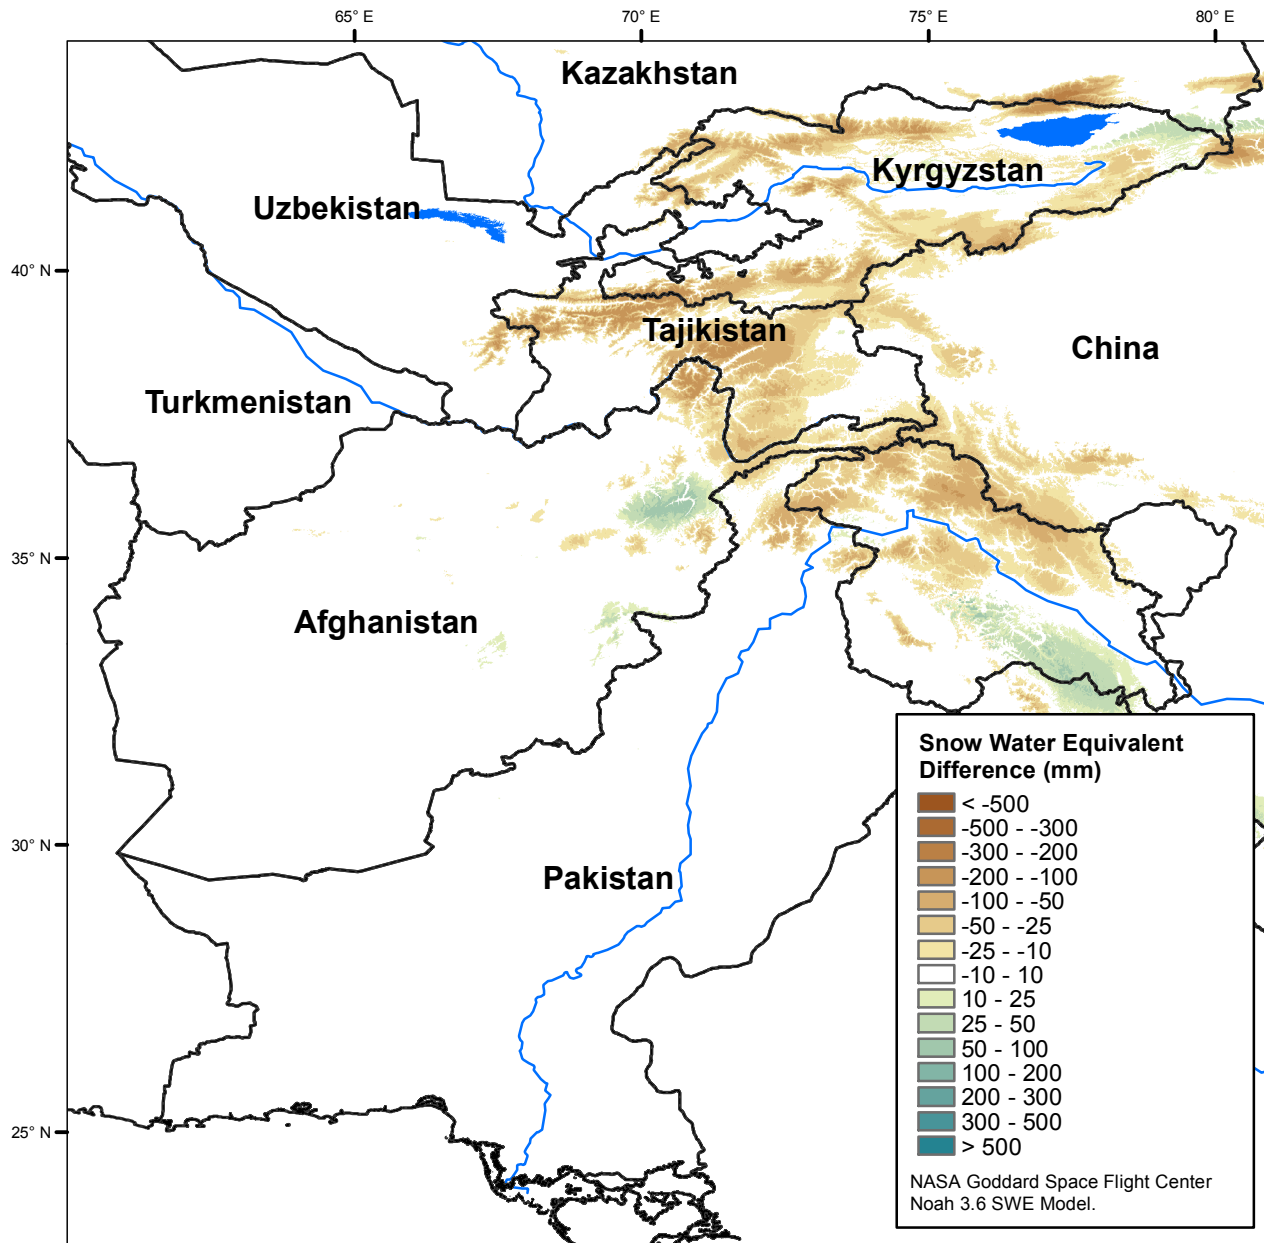 65° E 70° E 75° E 80° E
Kazakhstan
Kyrgyzstan
Uzbekistan
40° N
Tajikistan
China
Turkmenistan
35° N
Afghanistan
Snow Water Equivalent
Difference (mm)
< -500
-500 - -300
-300 - -200
-200 - -100
-100 - -50
-50 - -25
-25 - -10
-10 - 10
10 - 25
25 - 50
50 - 100
100 - 200
200 - 300
300 - 500
> 500
NASA Goddard Space Flight Center
Noah 3.6 SWE Model.
30° N
Pakistan
25° N